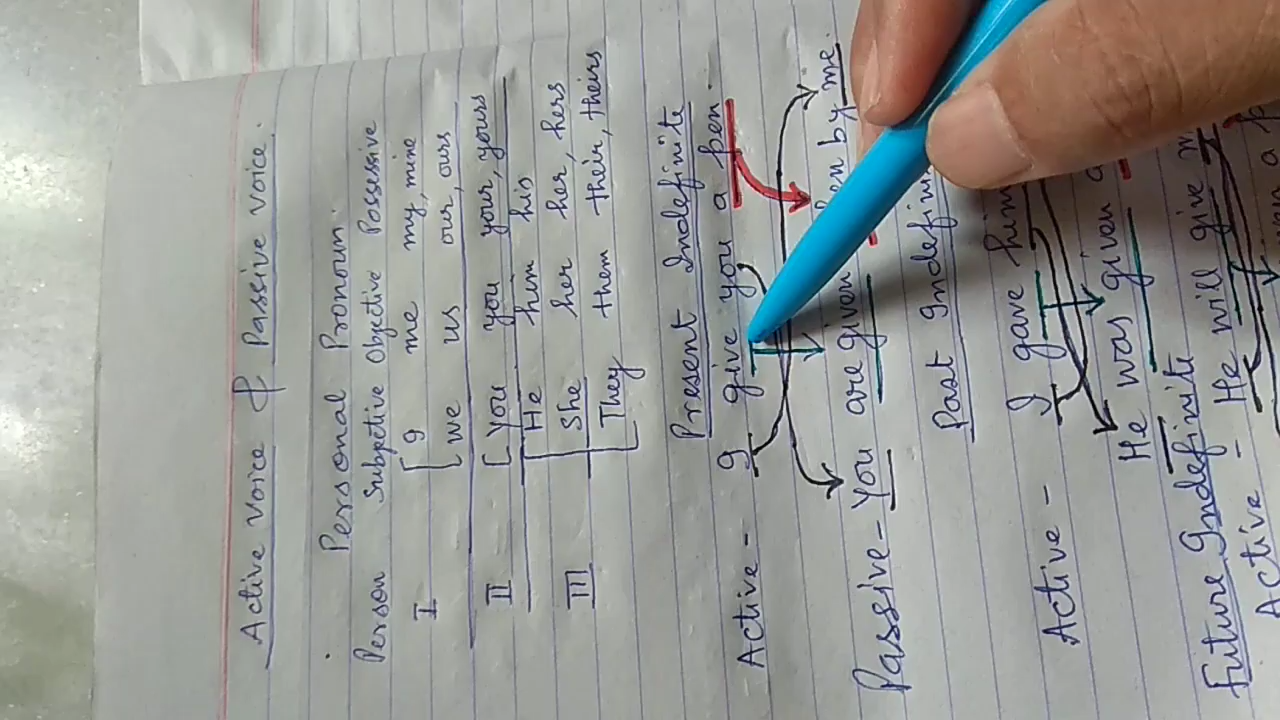 Active voice & Passive voice.
Personal Pronoun.
Person Subjective Objective Possessive
I [I me my, mine
[we us our, ours
II [You you your, yours
[He him his
III She her her, hers
[They them their, theirs
Present Indefinite
Active - I give you a pen.
Passive - You are given by me.
Past Indefini
Active - I gave him
He was given a
Future Indefinite
Active - He will give m